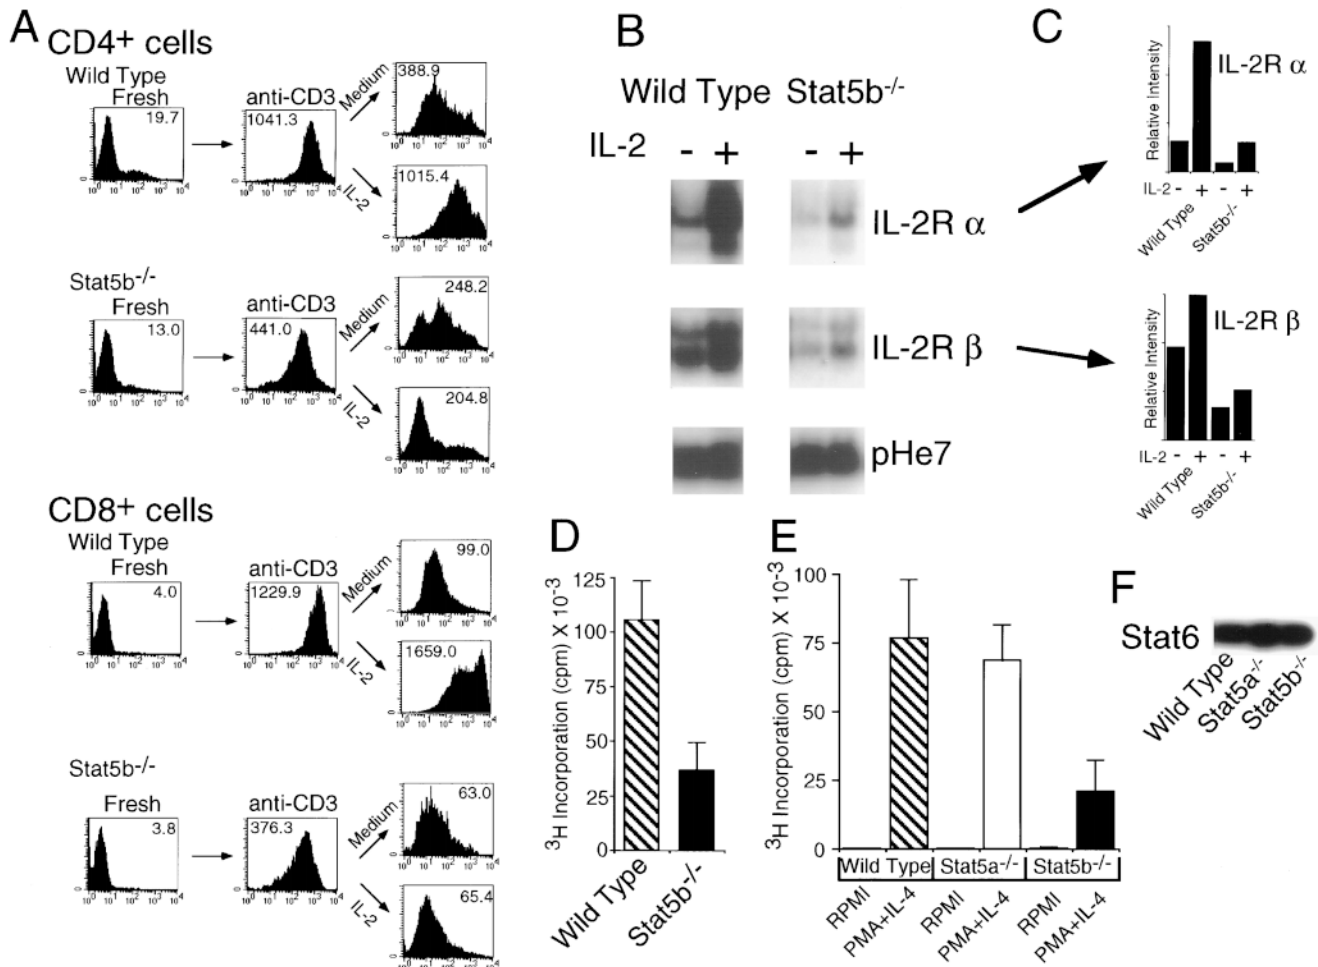 A
CD4+ cells
Wild Type
Fresh
19.7
anti-CD3
1041.3
Medium
388.9
IL-2
1015.4
Stat5b-/-
Fresh
13.0
anti-CD3
441.0
Medium
248.2
IL-2
204.8
CD8+ cells
Wild Type
Fresh
4.0
anti-CD3
1229.9
Medium
99.0
IL-2
1659.0
Stat5b-/-
Fresh
3.8
anti-CD3
376.3
Medium
63.0
IL-2
65.4
B
Wild Type Stat5b-/-
IL-2 - + - +
IL-2R α
IL-2R β
pHe7
C
Relative Intensity
IL-2R α
IL-2 - + - +
Wild Type Stat5b-/-
Relative Intensity
IL-2R β
IL-2 - + - +
Wild Type Stat5b-/-
D
3H Incorporation (cpm) X 10-3
125
100
75
50
25
0
Wild Type Stat5b-/-
E
3H Incorporation (cpm) X 10-3
100
75
50
25
0
Wild Type Stat5a-/- Stat5b-/-
RPMI PMA+IL-4 RPMI PMA+IL-4 RPMI PMA+IL-4
F
Stat6
Wild Type Stat5a-/- Stat5b-/-